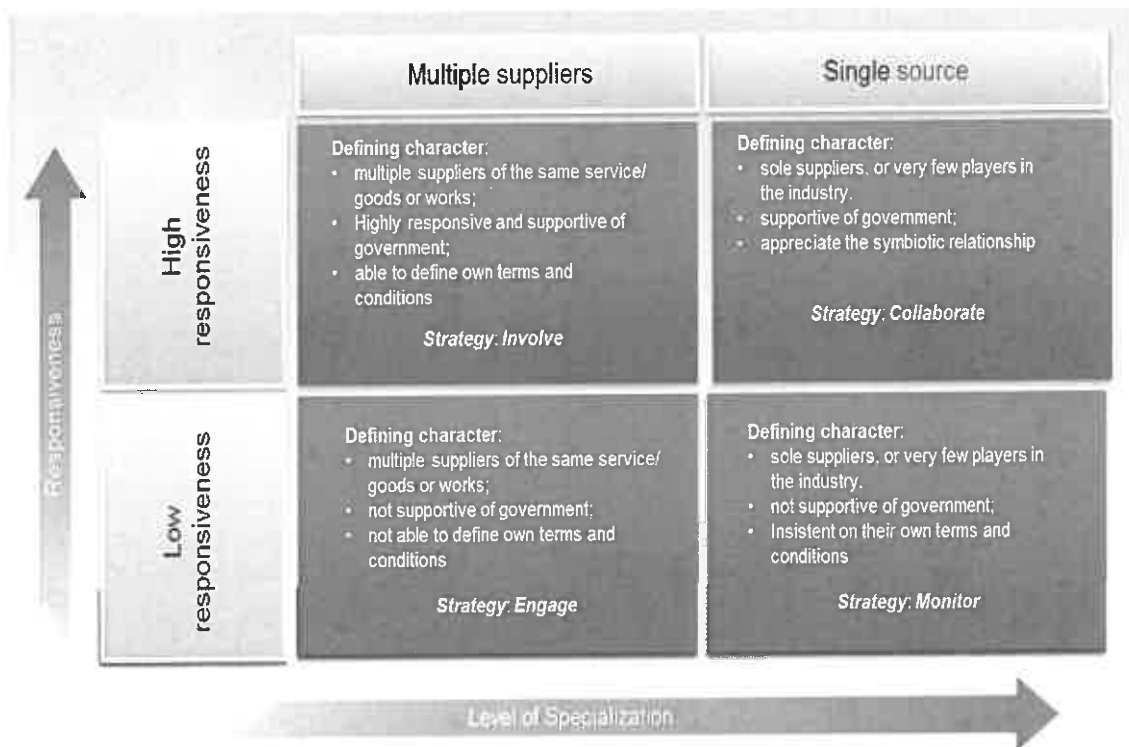 Multiple suppliers
Single source
Responsiveness
High
responsiveness
Defining character:
• multiple suppliers of the same service/
goods or works;
• Highly responsive and supportive of
government;
• able to define own terms and
conditions
Strategy: Involve
Defining character:
• sole suppliers, or very few players in
the industry.
• supportive of government;
• appreciate the symbiotic relationship
Strategy: Collaborate
Low
responsiveness
Defining character:
• multiple suppliers of the same service/
goods or works;
• not supportive of government;
• not able to define own terms and
conditions
Strategy: Engage
Defining character:
• sole suppliers, or very few players in
the industry.
• not supportive of government;
• Insistent on their own terms and
conditions
Strategy: Monitor
Level of Specialization